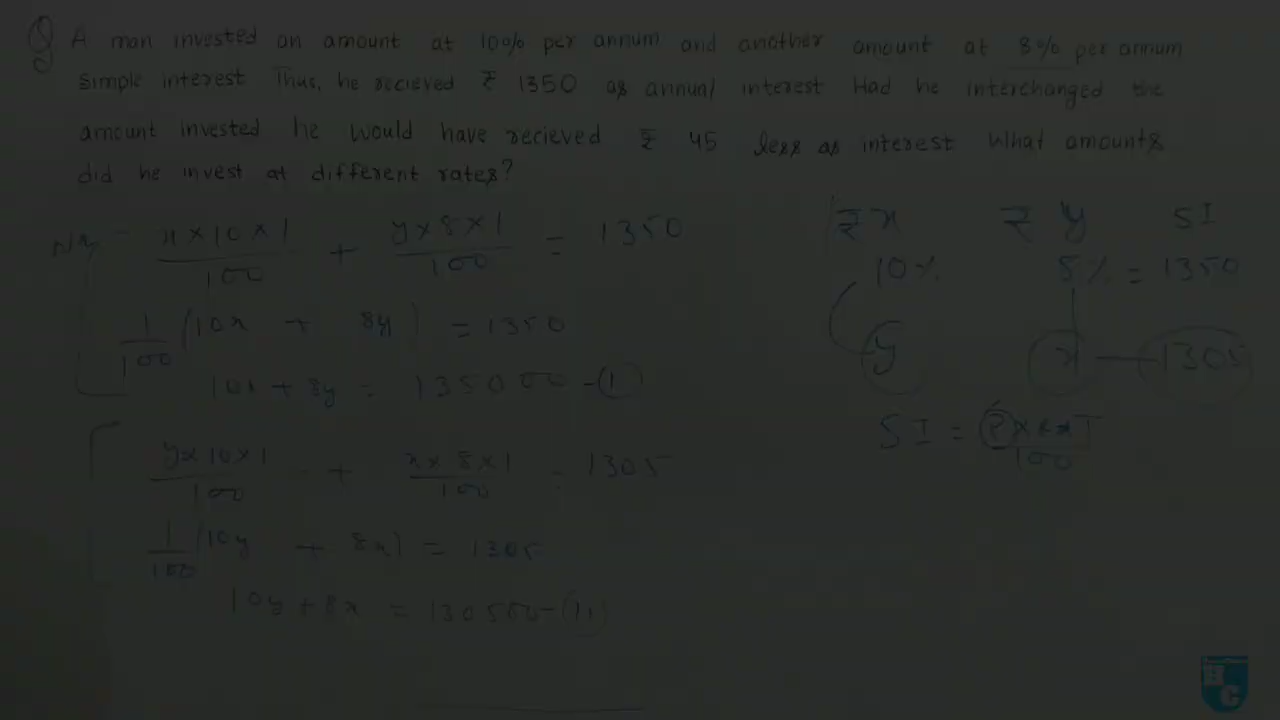 Q A man invested an amount at 10% per annum and another amount at 8% per annum
simple interest Thus, he recieved ₹ 1350 as annual interest Had he interchanged the
amount invested he would have recieved ₹ 45 less as interest What amounts
did he invest at different rates?
x×10×1/100 + y×8×1/100 = 1350
1/100 (10x + 8y) = 1350
10x + 8y = 135000 -(1)
y×10×1/100 + x×8×1/100 = 1305
1/100 (10y + 8x) = 1305
10y + 8x = 130500 -(11)
₹ x ₹ y SI
10% 8% = 1350
y x — 1305
SI = P×R×T/100
HC